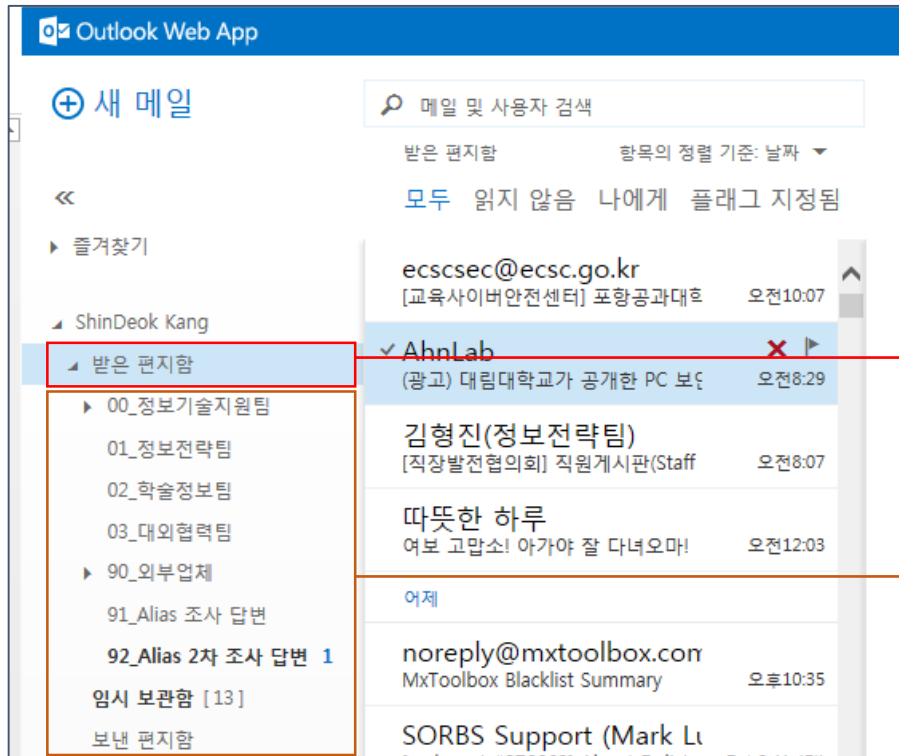 Outlook Web App
새 메일
메일 및 사용자 검색
받은 편지함 항목의 정렬 기준: 날짜
모두 읽지 않음 나에게 플래그 지정됨
즐겨찾기
ShinDeok Kang
받은 편지함
00_정보기술지원팀
01_정보전략팀
02_학술정보팀
03_대외협력팀
90_외부업체
91_Alias 조사 답변
92_Alias 2차 조사 답변 1
임시 보관함 [13]
보낸 편지함
ecscsec@ecsc.go.kr
[교육사이버안전센터] 포항공과대학 오전10:07
AhnLab
(광고) 대림대학교가 공개한 PC 보안 오전8:29
김형진(정보전략팀)
[직장발전협의회] 직원게시판(Staff 오전8:07
따뜻한 하루
여보 고맙소! 아가야 잘 다녀오마! 오전12:03
어제
noreply@mxtoolbox.com
MxToolbox Blacklist Summary 오후10:35
SORBS Support (Mark